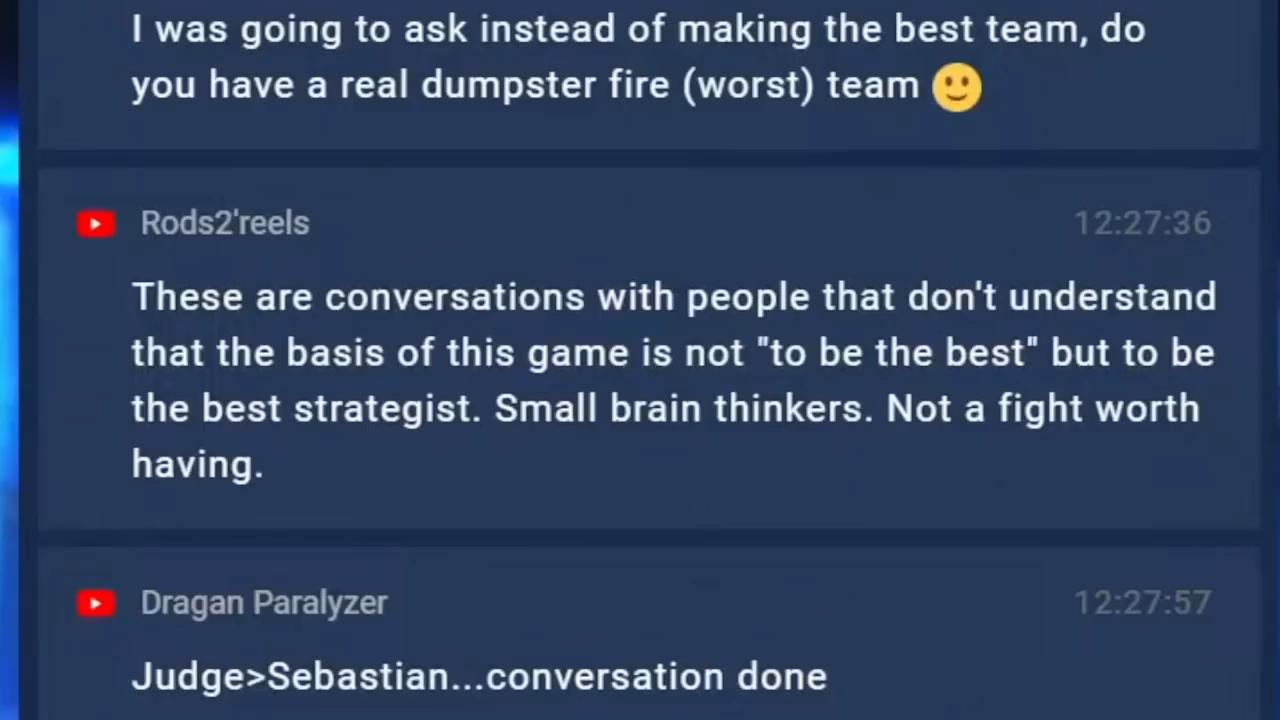 I was going to ask instead of making the best team, do
you have a real dumpster fire (worst) team 🙂
Rods2'reels 12:27:36
These are conversations with people that don't understand
that the basis of this game is not "to be the best" but to be
the best strategist. Small brain thinkers. Not a fight worth
having.
Dragan Paralyzer 12:27:57
Judge>Sebastian...conversation done